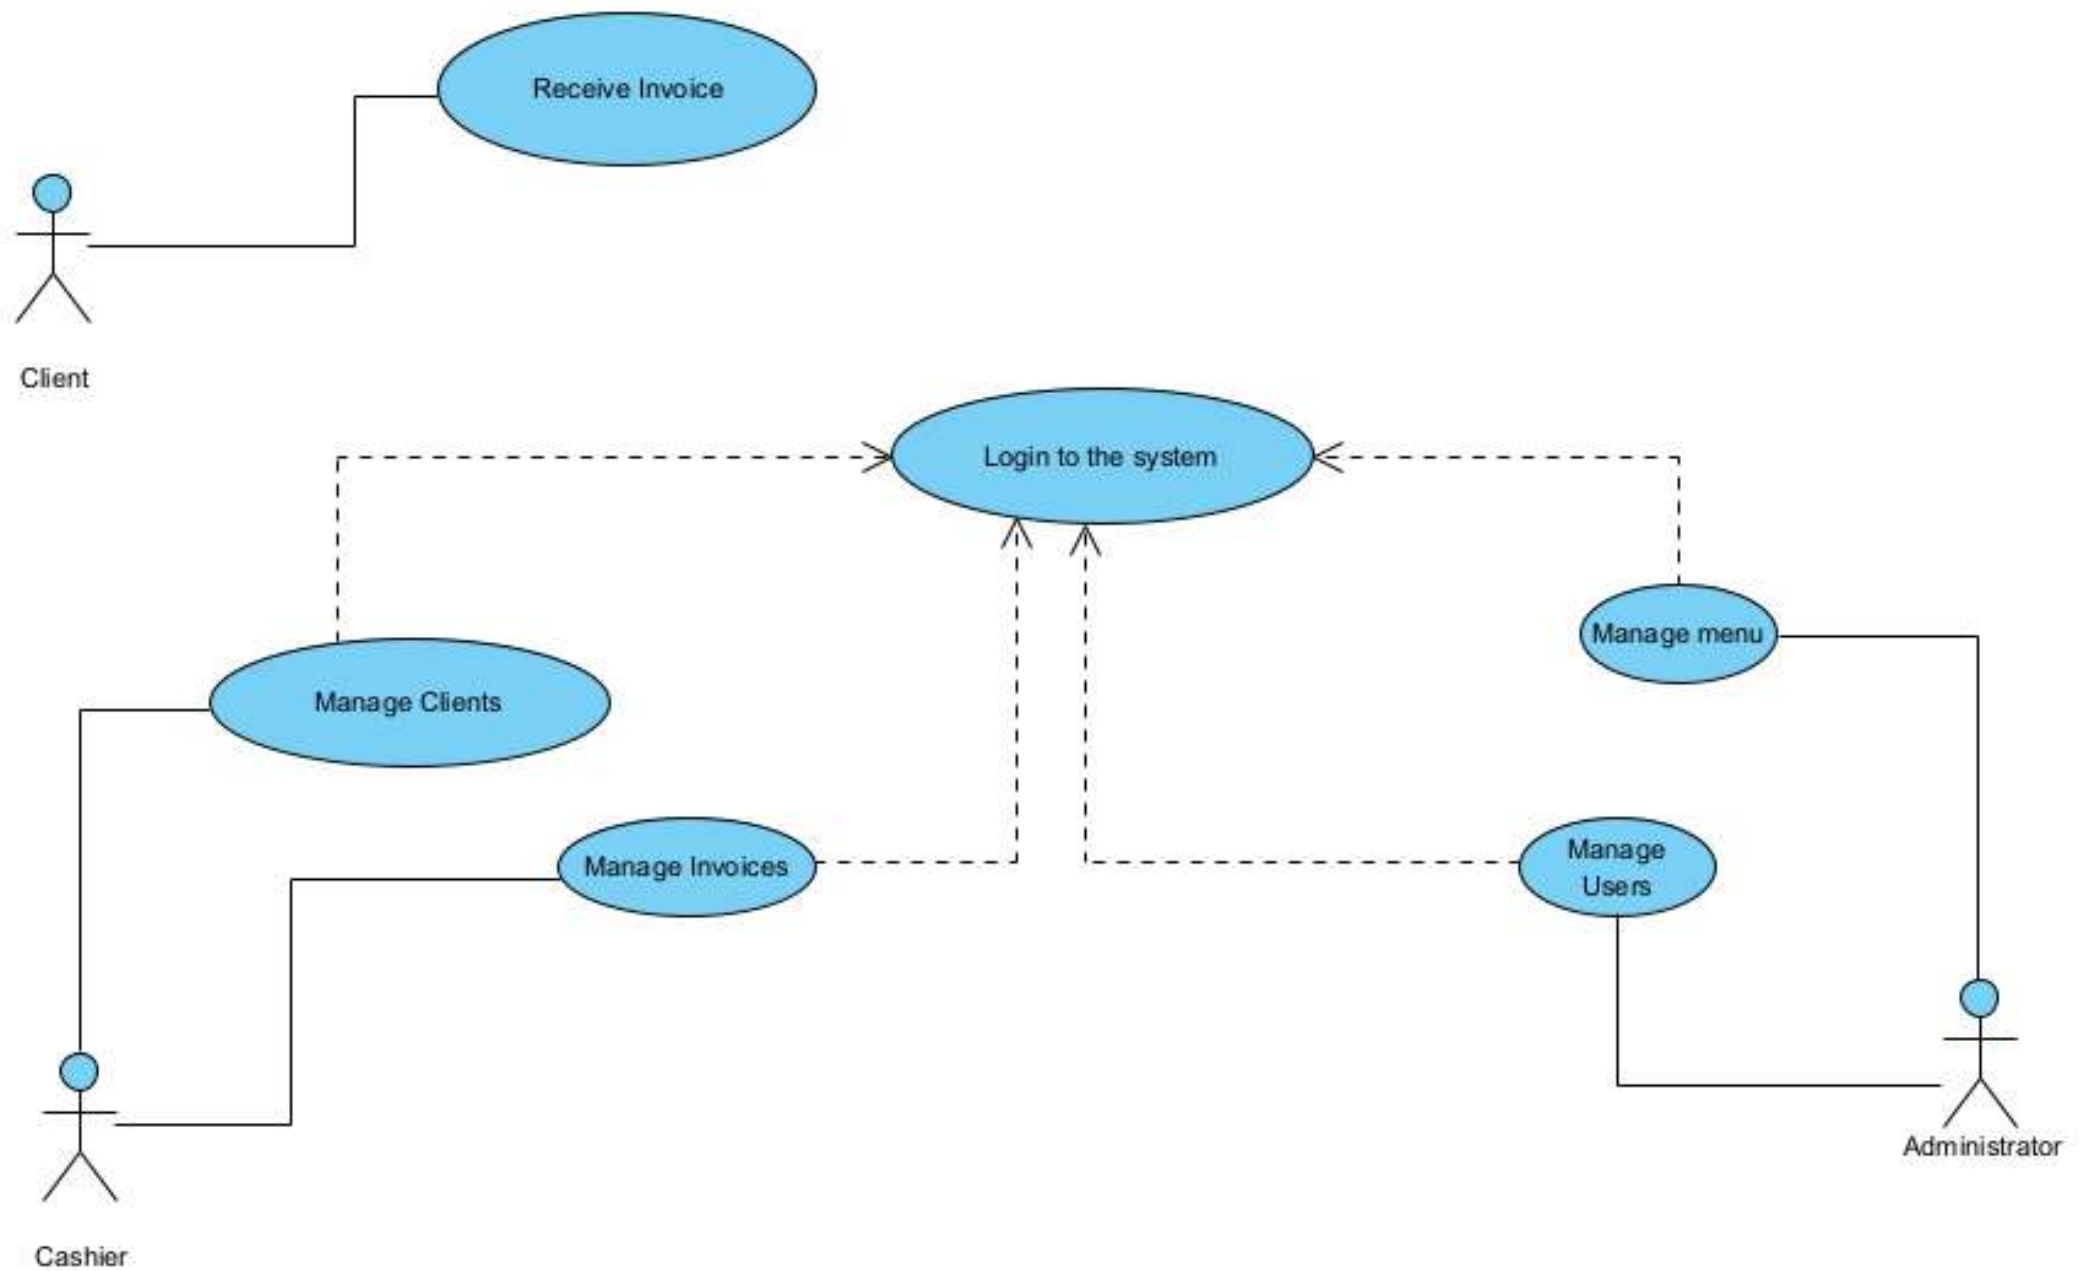 Receive Invoice
Client
Login to the system
Manage menu
Manage Clients
Manage Invoices
Manage
Users
Administrator
Cashier